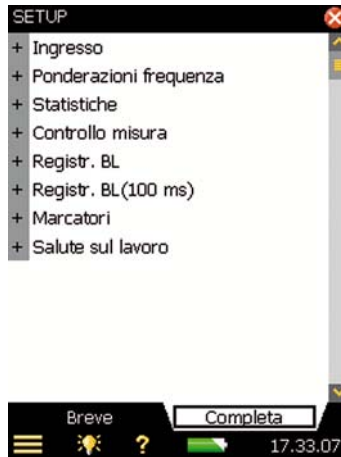 SETUP
+ Ingresso
+ Ponderazioni frequenza
+ Statistiche
+ Controllo misura
+ Registr. BL
+ Registr. BL(100 ms)
+ Marcatori
+ Salute sul lavoro
Breve Completa
? 17.33.07